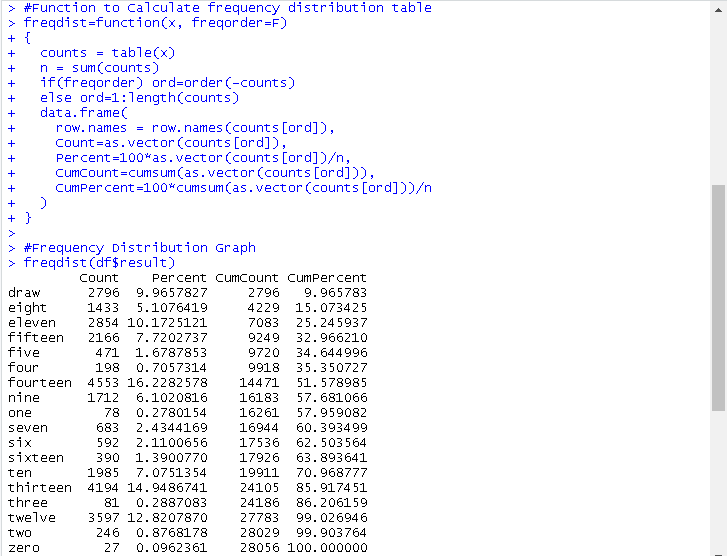 > #Function to Calculate frequency distribution table
> freqdist=function(x, freqorder=F)
+ {
+   counts = table(x)
+   n = sum(counts)
+   if(freqorder) ord=order(-counts)
+   else ord=1:length(counts)
+   data.frame(
+     row.names = row.names(counts[ord]),
+     Count=as.vector(counts[ord]),
+     Percent=100*as.vector(counts[ord])/n,
+     CumCount=cumsum(as.vector(counts[ord])),
+     CumPercent=100*cumsum(as.vector(counts[ord]))/n
+   )
+ }
>
> #Frequency Distribution Graph
> freqdist(df$result)
         Count    Percent CumCount CumPercent
draw      2796  9.9657827     2796   9.965783
eight     1433  5.1076419     4229  15.073425
eleven    2854 10.1725121     7083  25.245937
fifteen   2166  7.7202737     9249  32.966210
five       471  1.6787853     9720  34.644996
four       198  0.7057314     9918  35.350727
fourteen  4553 16.2282578    14471  51.578985
nine      1712  6.1020816    16183  57.681066
one         78  0.2780154    16261  57.959082
seven      683  2.4344169    16944  60.393499
six        592  2.1100656    17536  62.503564
sixteen    390  1.3900770    17926  63.893641
ten       1985  7.0751354    19911  70.968777
thirteen  4194 14.9486741    24105  85.917451
three       81  0.2887083    24186  86.206159
twelve    3597 12.8207870    27783  99.026946
two        246  0.8768178    28029  99.903764
zero        27  0.0962361    28056 100.000000